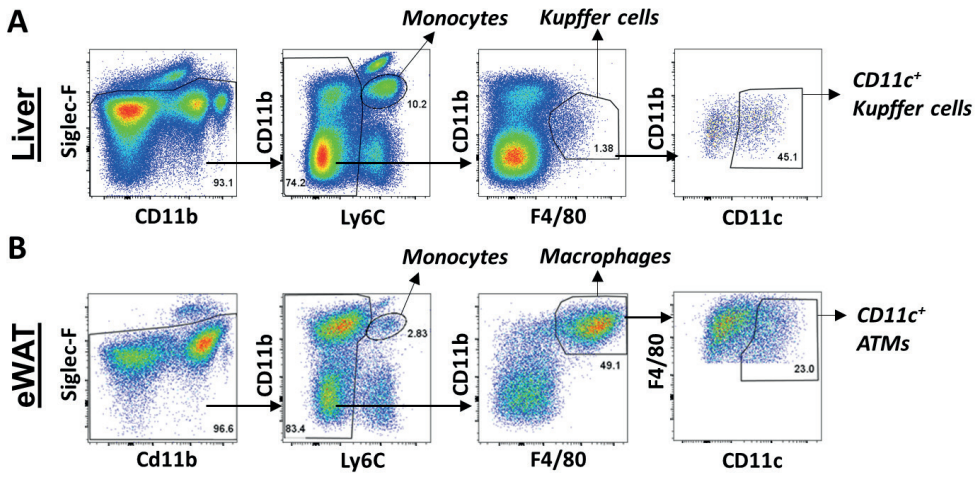 A
Monocytes
Kupffer cells
Liver
Siglec-F
93.1
CD11b
CD11b
10.2
74.2
Ly6C
CD11b
1.38
F4/80
CD11b
45.1
CD11c
CD11c+
Kupffer cells
B
Monocytes
Macrophages
eWAT
Siglec-F
96.6
Cd11b
CD11b
2.83
83.4
Ly6C
CD11b
49.1
F4/80
F4/80
23.0
CD11c
CD11c+
ATMs